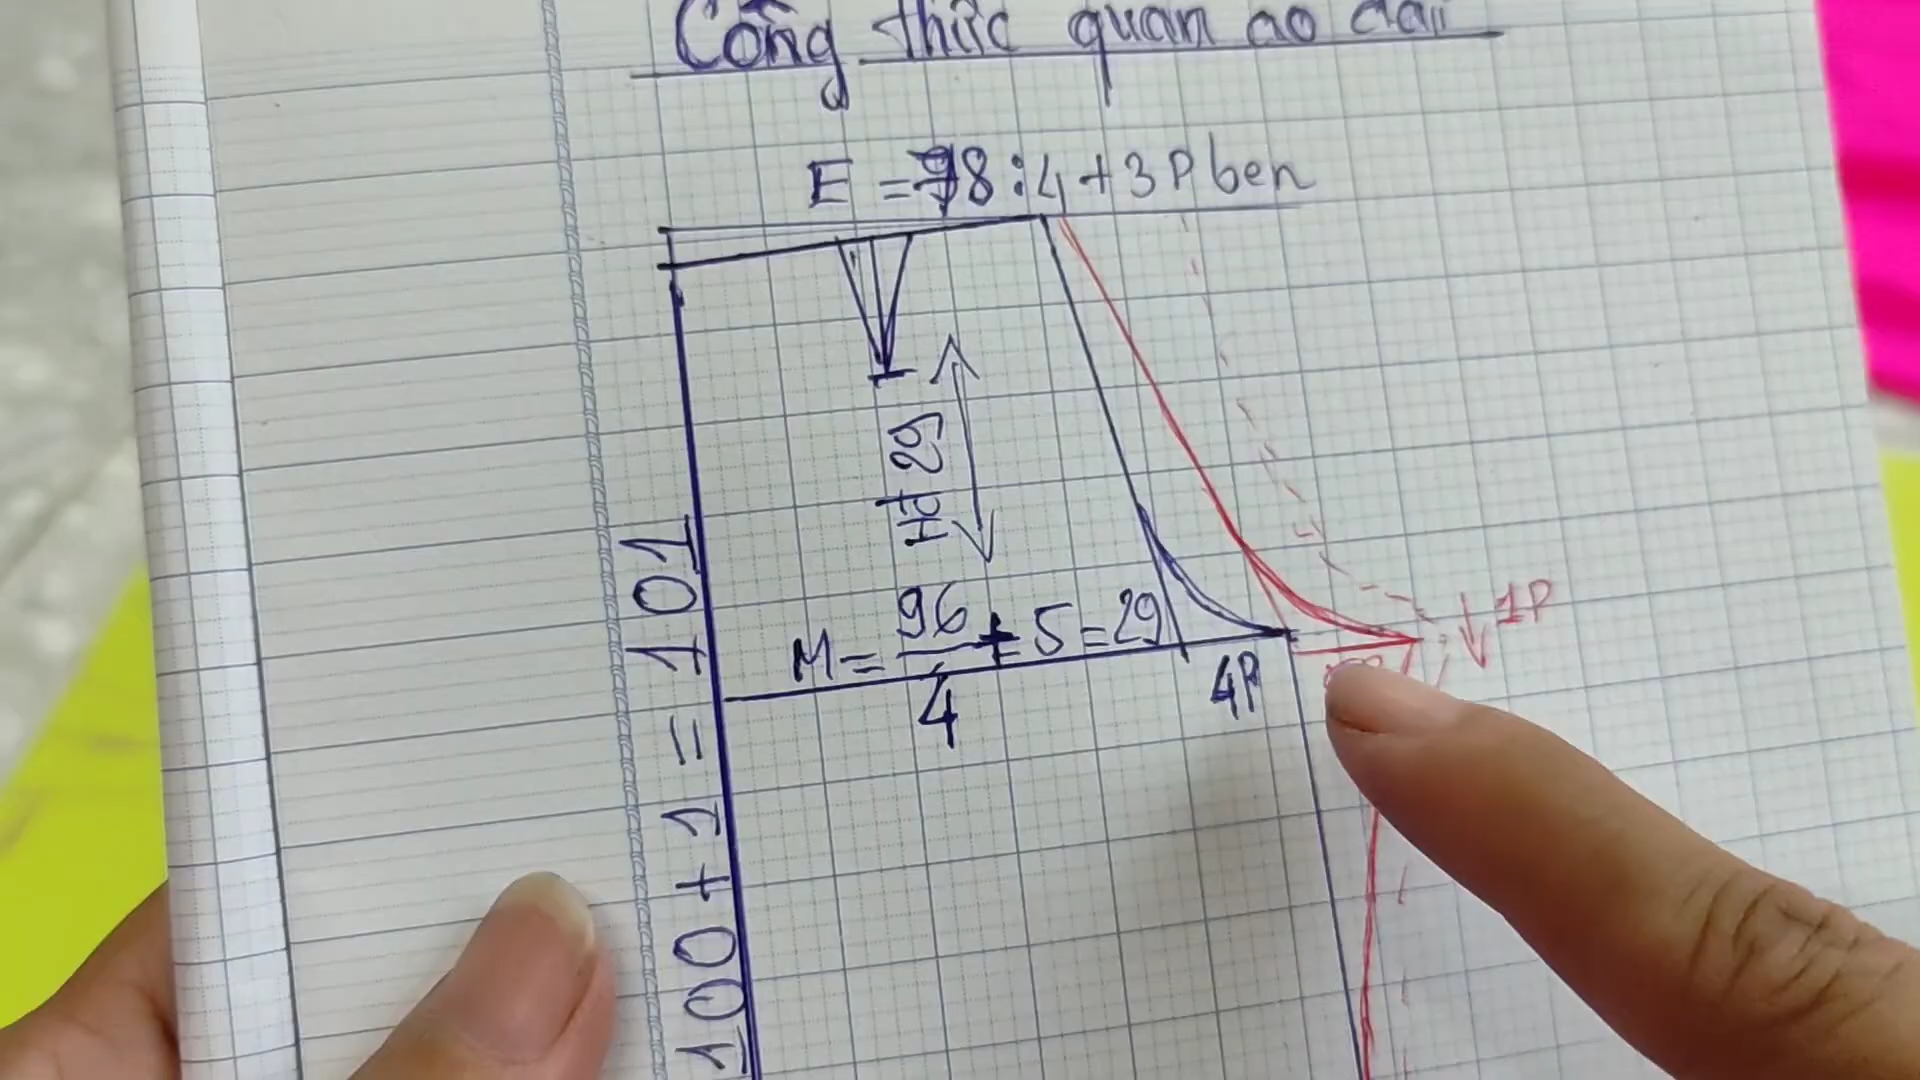 Công thức quần áo dài
E = 78 : 4 + 3P ben
Hđ 29
100 + 1 = 101
M = 96/4 + 5 = 29
4P
1P